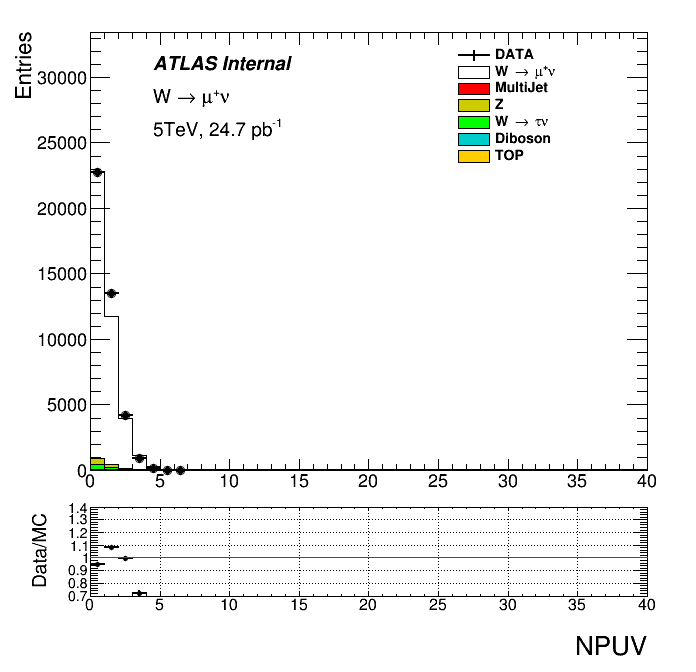 Entries
30000
25000
20000
15000
10000
5000
0
ATLAS Internal
W → μ⁺ν
5TeV, 24.7 pb⁻¹
DATA
W → μ⁺ν
MultiJet
Z
W → τν
Diboson
TOP
0 5 10 15 20 25 30 35 40
Data/MC
1.4
1.3
1.2
1.1
1
0.9
0.8
0.7
0 5 10 15 20 25 30 35 40
NPUV